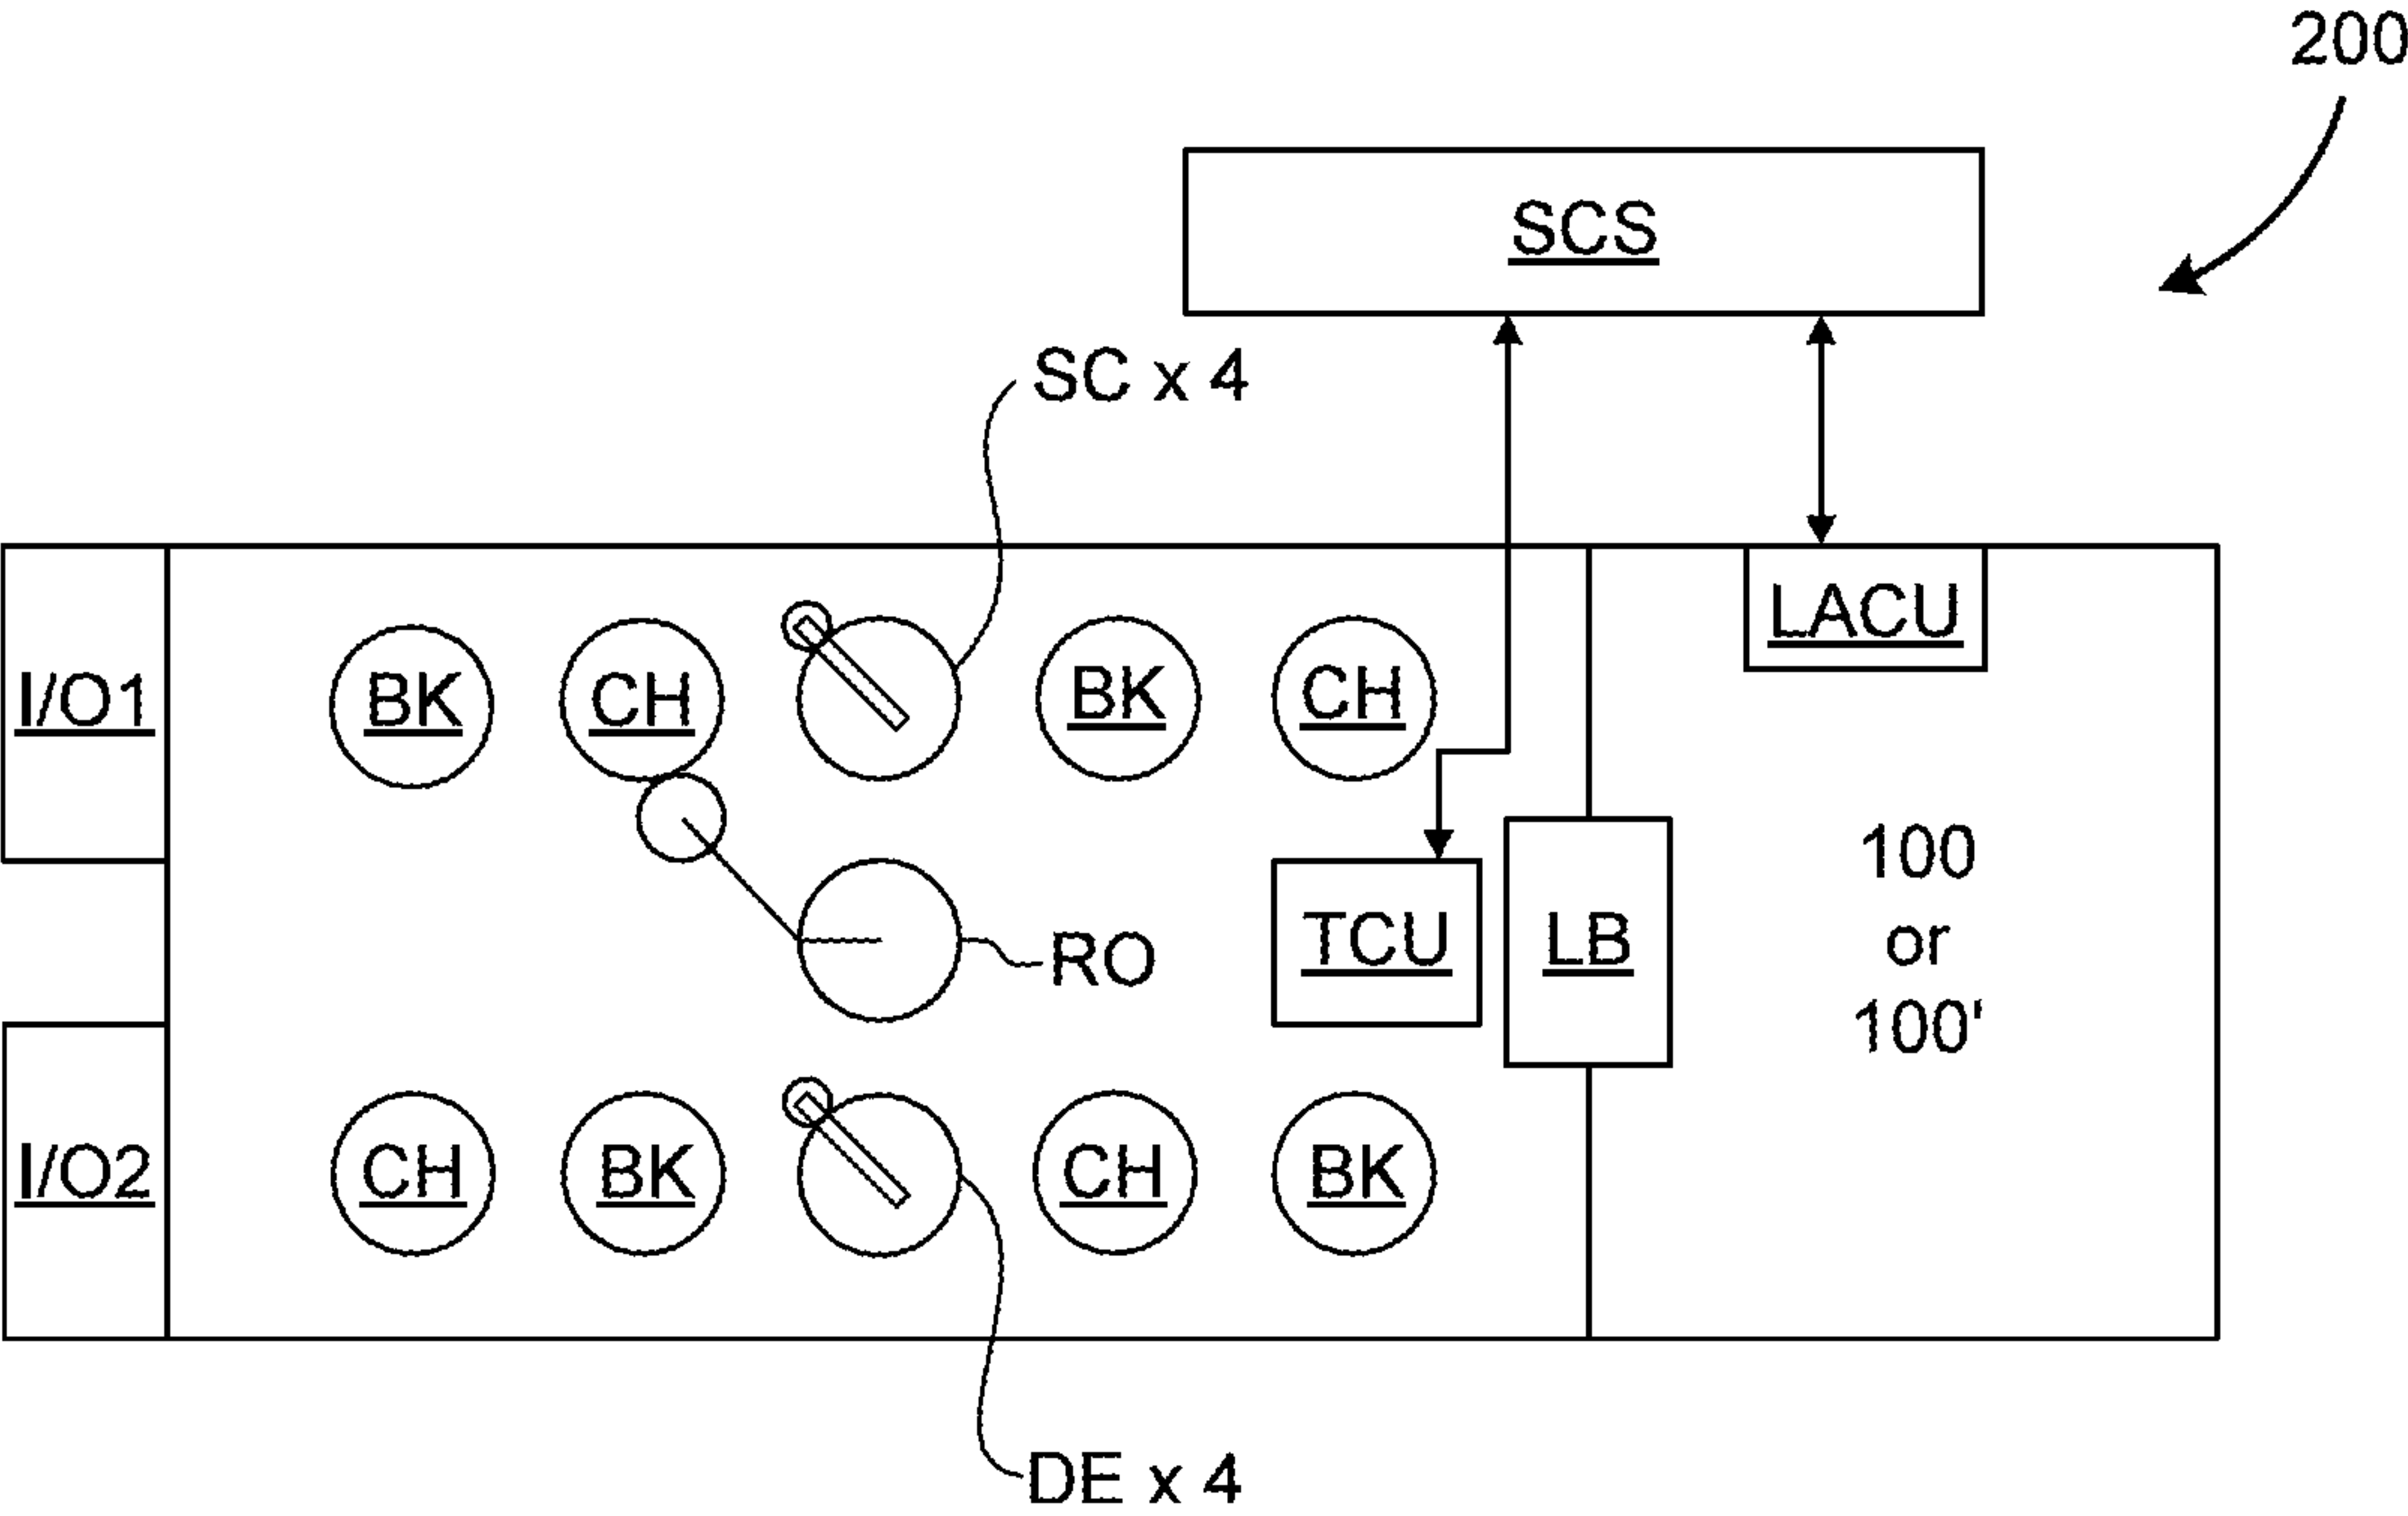 200
SCS
SC x 4
LACU
I/O1
BK
CH
BK
CH
100
or
100'
TCU
LB
RO
I/O2
CH
BK
CH
BK
DE x 4